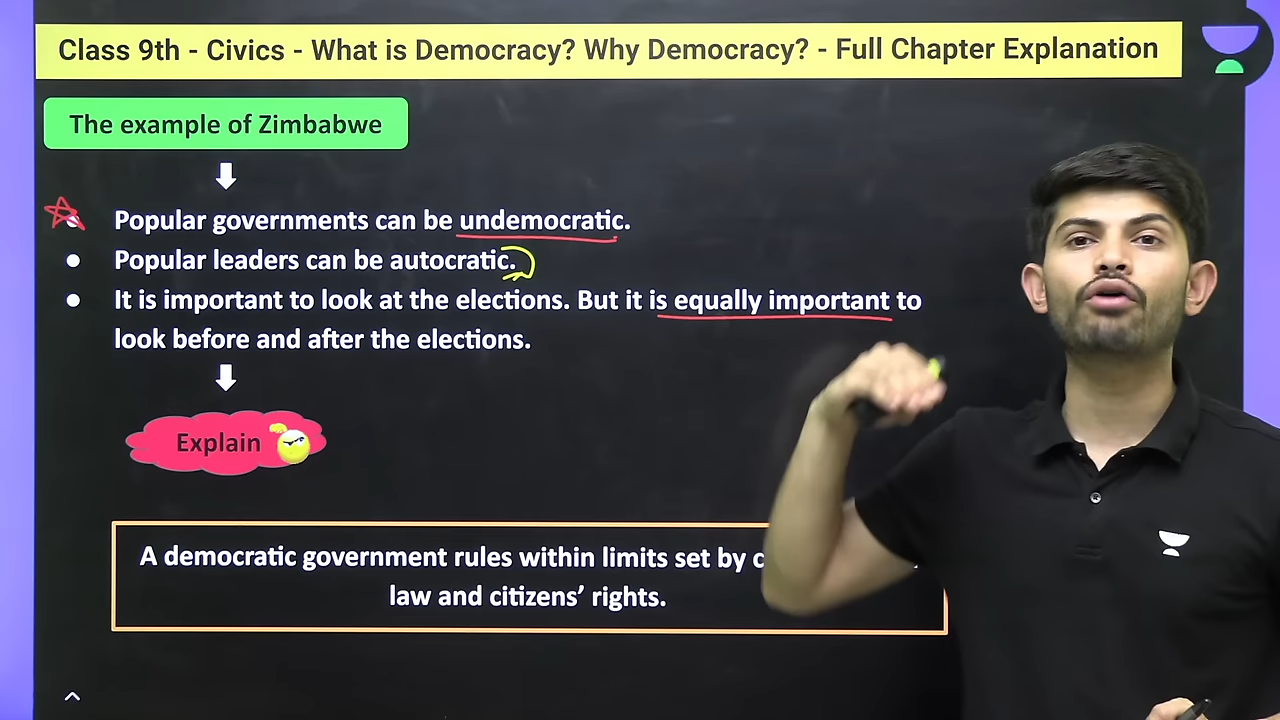 Class 9th - Civics - What is Democracy? Why Democracy? - Full Chapter Explanation
The example of Zimbabwe
Popular governments can be undemocratic.
Popular leaders can be autocratic.
It is important to look at the elections. But it is equally important to
look before and after the elections.
Explain
A democratic government rules within limits set by
law and citizens’ rights.